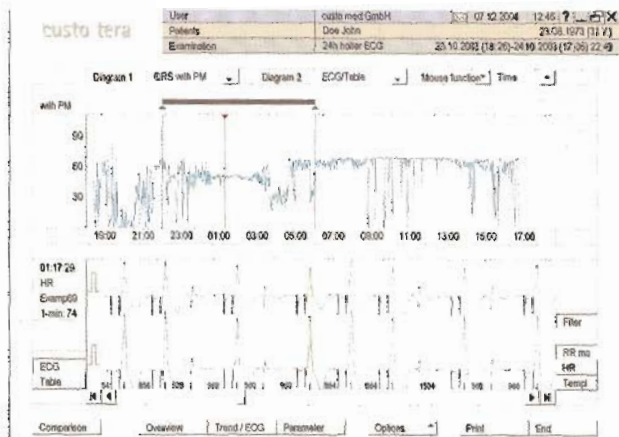 custo tera
User custo med GmbH 07.12.2004 12:46 ?
Patients Doe John 23.08.1973
Examination 24h holter ECG
Diagram 1 QRS with PM Diagram 2 ECG/Table Mouse function Time
with PM
90
60
30
19:00 21:00 23:00 01:00 03:00 05:00 07:00 09:00 11:00 13:00 15:00 17:00
01:17:29
HR
1-min: 74
Filter
RR ms
HR
Templ
ECG
Table
Comparison Overview Trend / ECG Parameter Options Print End